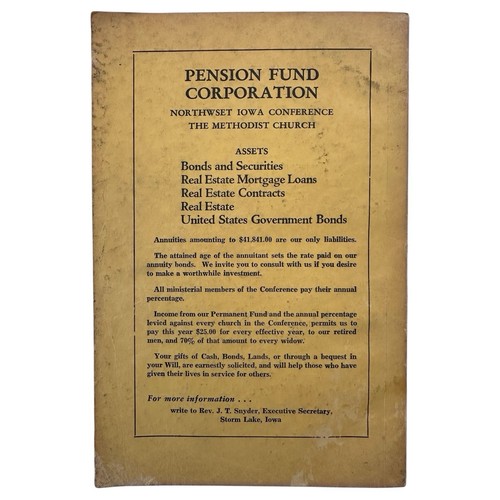 PENSION FUND
CORPORATION
NORTHWSET IOWA CONFERENCE
THE METHODIST CHURCH
ASSETS
Bonds and Securities
Real Estate Mortgage Loans
Real Estate Contracts
Real Estate
United States Government Bonds
Annuities amounting to $41,841.00 are our only liabilities.
The attained age of the annuitant sets the rate paid on our
annuity bonds. We invite you to consult with us if you desire
to make a worthwhile investment.
All ministerial members of the Conference pay their annual
percentage.
Income from our Permanent Fund and the annual percentage
levied against every church in the Conference, permits us to
pay this year $25.00 for every effective year, to our retired
men, and 70% of that amount to every widow.
Your gifts of Cash, Bonds, Lands, or through a bequest in
your Will, are earnestly solicited, and will help those who have
given their lives in service for others.
For more information . . .
write to Rev. J. T. Snyder, Executive Secretary,
Storm Lake, Iowa